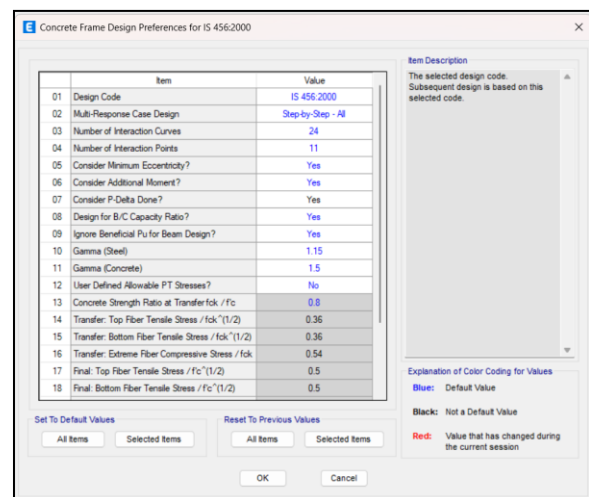 E Concrete Frame Design Preferences for IS 456:2000
Item Value
01 Design Code IS 456:2000
02 Multi-Response Case Design Step-by-Step - All
03 Number of Interaction Curves 24
04 Number of Interaction Points 11
05 Consider Minimum Eccentricity? Yes
06 Consider Additional Moment? Yes
07 Consider P-Delta Done? Yes
08 Design for B/C Capacity Ratio? Yes
09 Ignore Beneficial Pu for Beam Design? Yes
10 Gamma (Steel) 1.15
11 Gamma (Concrete) 1.5
12 User Defined Allowable PT Stresses? No
13 Concrete Strength Ratio at Transfer fck / f'c 0.8
14 Transfer: Top Fiber Tensile Stress / fck^(1/2) 0.36
15 Transfer: Bottom Fiber Tensile Stress / fck^(1/2) 0.36
16 Transfer: Extreme Fiber Compressive Stress / fck 0.54
17 Final: Top Fiber Tensile Stress / f'c^(1/2) 0.5
18 Final: Bottom Fiber Tensile Stress / f'c^(1/2) 0.5
Set To Default Values
All Items Selected Items
Reset To Previous Values
All Items Selected Items
Item Description
The selected design code.
Subsequent design is based on this
selected code.
Explanation of Color Coding for Values
Blue: Default Value
Black: Not a Default Value
Red: Value that has changed during
the current session
OK Cancel